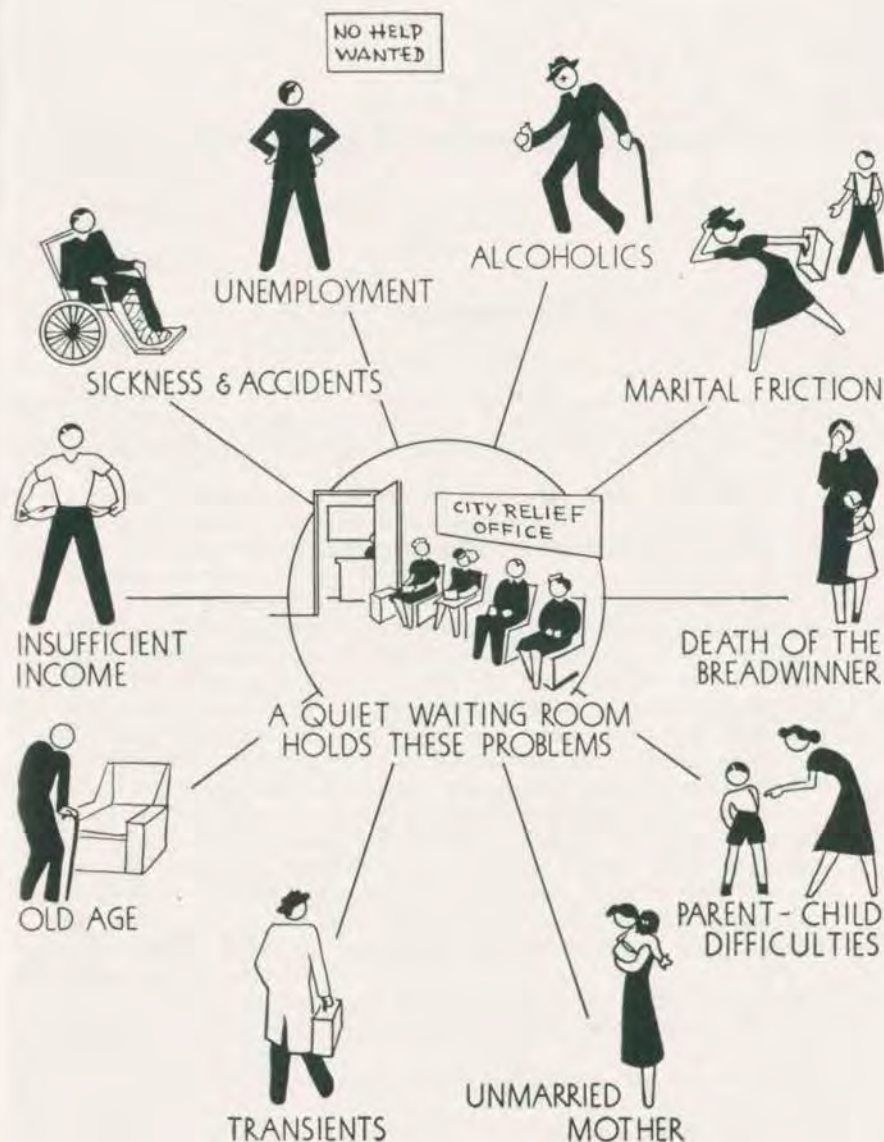 NO HELP
WANTED
UNEMPLOYMENT
ALCOHOLICS
SICKNESS & ACCIDENTS
MARITAL FRICTION
CITY RELIEF
OFFICE
INSUFFICIENT
INCOME
DEATH OF THE
BREADWINNER
A QUIET WAITING ROOM
HOLDS THESE PROBLEMS
OLD AGE
PARENT-CHILD
DIFFICULTIES
TRANSIENTS
UNMARRIED
MOTHER